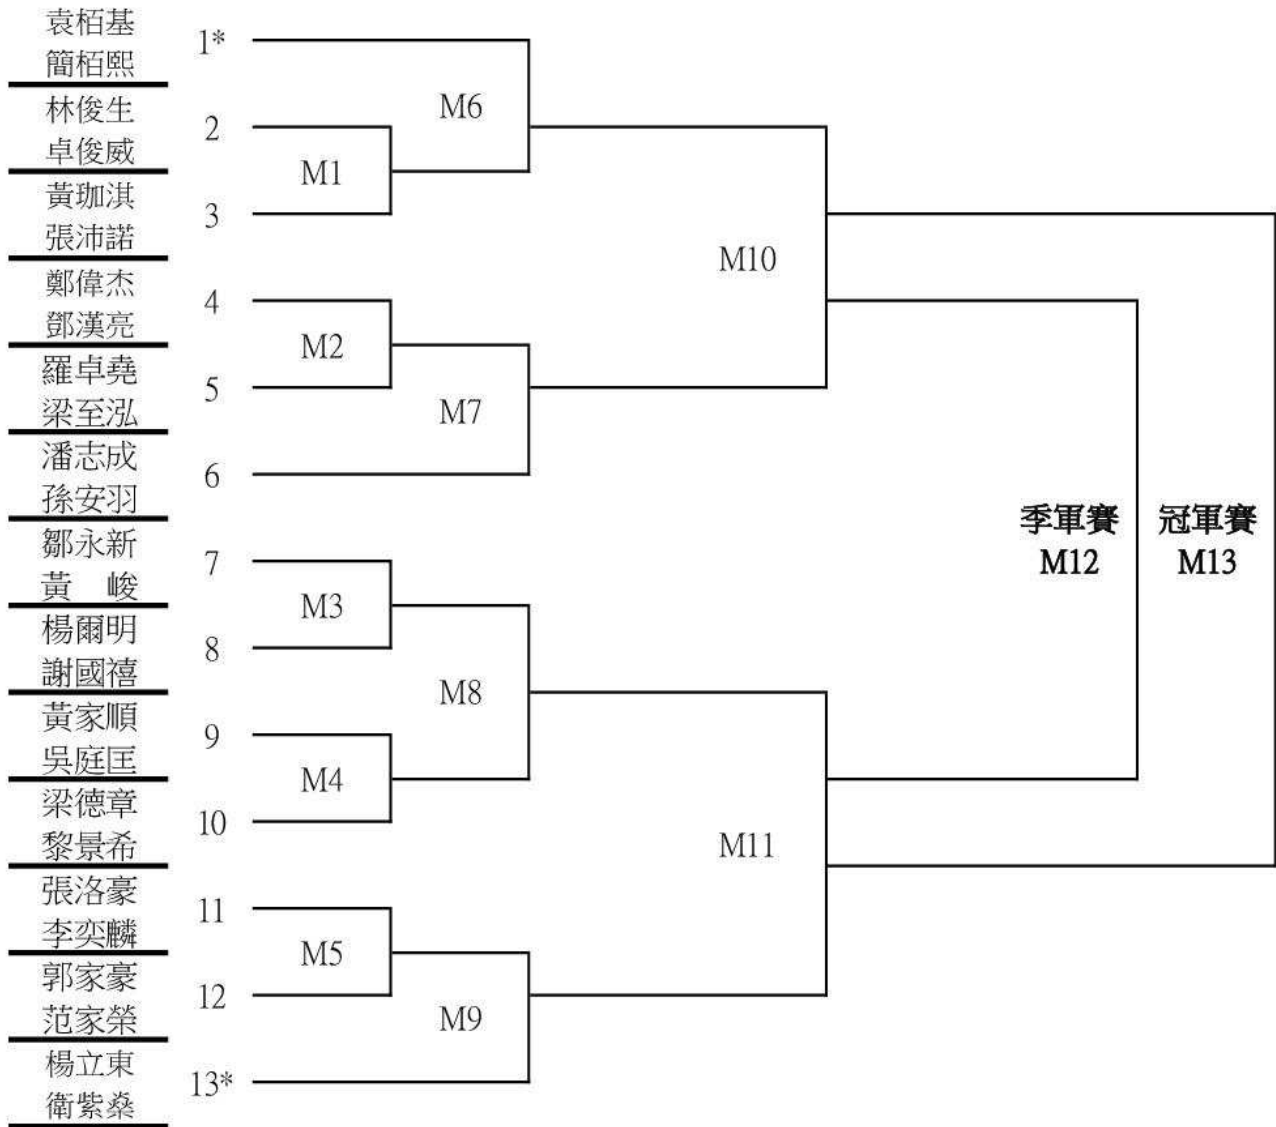 袁栢基
簡栢熙
1*
林俊生
卓俊威
2
黃珈淇
張沛諾
3
鄭偉杰
鄧漢亮
4
羅卓堯
梁至泓
5
潘志成
孫安羽
6
鄒永新
黃　峻
7
楊爾明
謝國禧
8
黃家順
吳庭匡
9
梁德章
黎景希
10
張洛豪
李奕麟
11
郭家豪
范家榮
12
楊立東
衛紫燊
13*
M1
M2
M3
M4
M5
M6
M7
M8
M9
M10
M11
季軍賽
M12
冠軍賽
M13